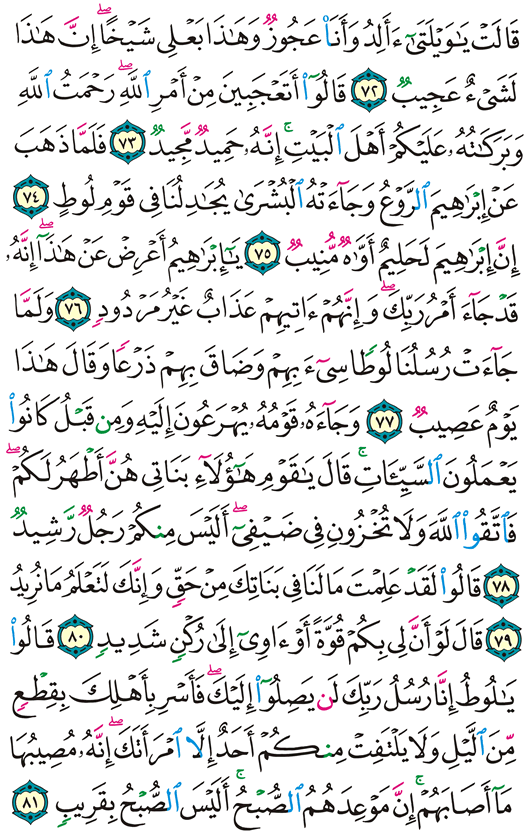 قَالَتْ يَٰوَيْلَتَىٰٓ ءَأَلِدُ وَأَنَا۠ عَجُوزٌ وَهَٰذَا بَعْلِى شَيْخًا ۖ إِنَّ هَٰذَا
لَشَىْءٌ عَجِيبٌ ٧٢ قَالُوٓا۟ أَتَعْجَبِينَ مِنْ أَمْرِ ٱللَّهِ ۖ رَحْمَتُ ٱللَّهِ
وَبَرَكَٰتُهُۥ عَلَيْكُمْ أَهْلَ ٱلْبَيْتِ ۚ إِنَّهُۥ حَمِيدٌ مَّجِيدٌ ٧٣ فَلَمَّا ذَهَبَ
عَنْ إِبْرَٰهِيمَ ٱلرَّوْعُ وَجَآءَتْهُ ٱلْبُشْرَىٰ يُجَٰدِلُنَا فِى قَوْمِ لُوطٍ ٧٤
إِنَّ إِبْرَٰهِيمَ لَحَلِيمٌ أَوَّٰهٌ مُّنِيبٌ ٧٥ يَٰٓإِبْرَٰهِيمُ أَعْرِضْ عَنْ هَٰذَآ ۖ إِنَّهُۥ
قَدْ جَآءَ أَمْرُ رَبِّكَ ۖ وَإِنَّهُمْ ءَاتِيهِمْ عَذَابٌ غَيْرُ مَرْدُودٍ ٧٦ وَلَمَّا
جَآءَتْ رُسُلُنَا لُوطًا سِىٓءَ بِهِمْ وَضَاقَ بِهِمْ ذَرْعًا وَقَالَ هَٰذَا
يَوْمٌ عَصِيبٌ ٧٧ وَجَآءَهُۥ قَوْمُهُۥ يُهْرَعُونَ إِلَيْهِ وَمِن قَبْلُ كَانُوا۟
يَعْمَلُونَ ٱلسَّيِّـَٔاتِ ۚ قَالَ يَٰقَوْمِ هَٰٓؤُلَآءِ بَنَاتِى هُنَّ أَطْهَرُ لَكُمْ ۖ
فَٱتَّقُوا۟ ٱللَّهَ وَلَا تُخْزُونِ فِى ضَيْفِىٓ ۖ أَلَيْسَ مِنكُمْ رَجُلٌ رَّشِيدٌ
٧٨ قَالُوا۟ لَقَدْ عَلِمْتَ مَا لَنَا فِى بَنَاتِكَ مِنْ حَقٍّ وَإِنَّكَ لَتَعْلَمُ مَا نُرِيدُ
٧٩ قَالَ لَوْ أَنَّ لِى بِكُمْ قُوَّةً أَوْ ءَاوِىٓ إِلَىٰ رُكْنٍ شَدِيدٍ ٨٠ قَالُوا۟
يَٰلُوطُ إِنَّا رُسُلُ رَبِّكَ لَن يَصِلُوٓا۟ إِلَيْكَ ۖ فَأَسْرِ بِأَهْلِكَ بِقِطْعٍ
مِّنَ ٱلَّيْلِ وَلَا يَلْتَفِتْ مِنكُمْ أَحَدٌ إِلَّا ٱمْرَأَتَكَ ۖ إِنَّهُۥ مُصِيبُهَا
مَآ أَصَابَهُمْ ۚ إِنَّ مَوْعِدَهُمُ ٱلصُّبْحُ ۚ أَلَيْسَ ٱلصُّبْحُ بِقَرِيبٍ ٨١